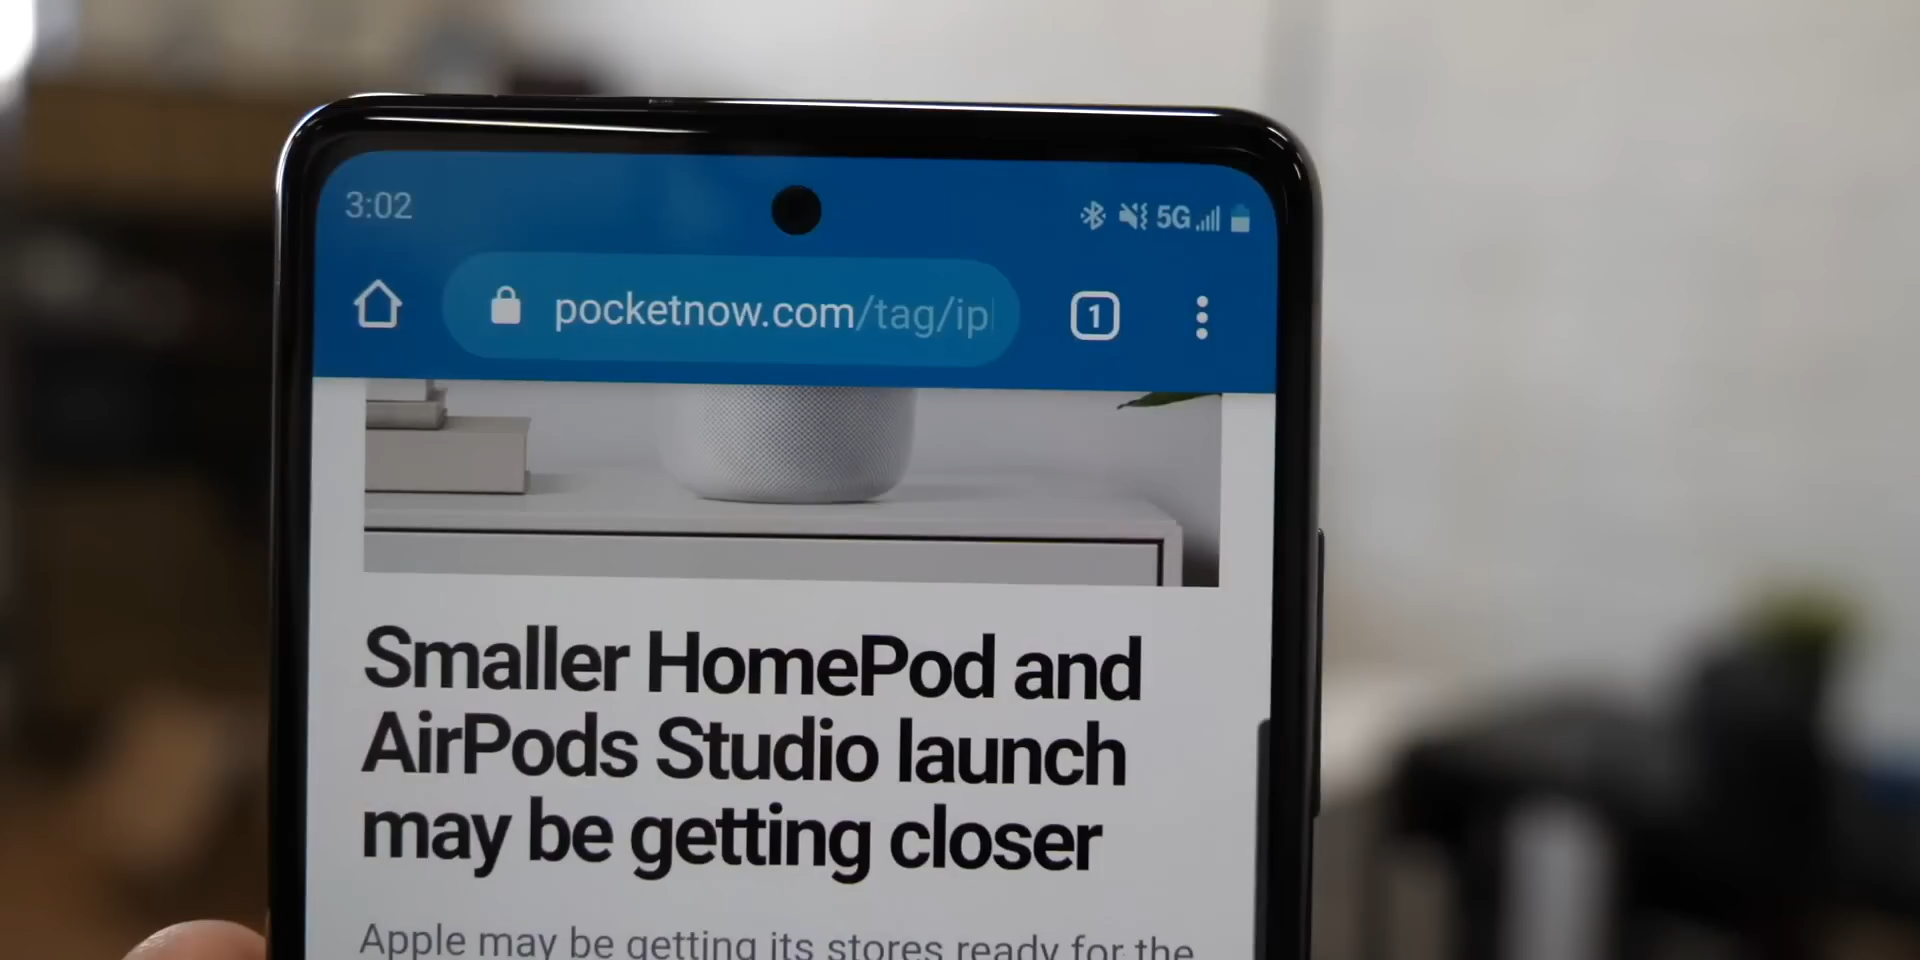 3:02
5G
pocketnow.com/tag/ip
1
Smaller HomePod and
AirPods Studio launch
may be getting closer
Apple may be getting its stores ready for the